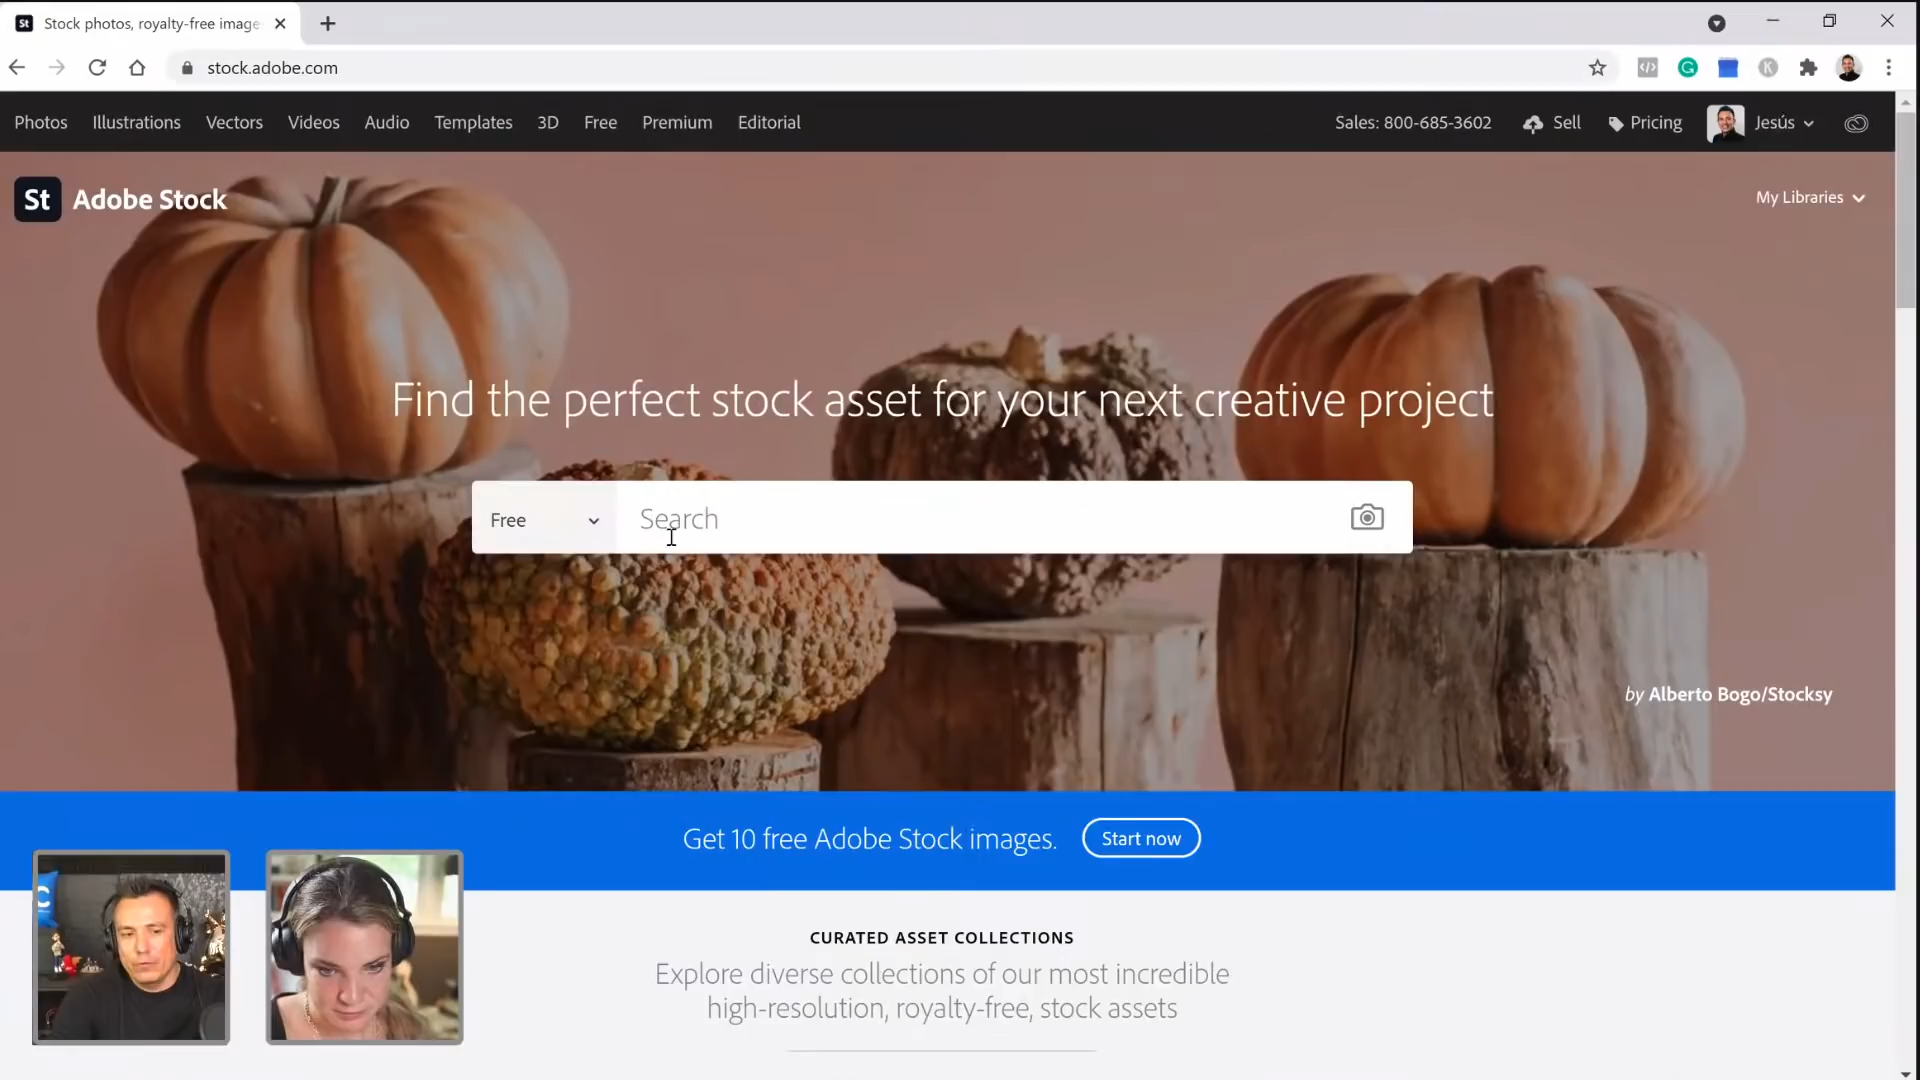 St Stock photos, royalty-free image
stock.adobe.com
Photos Illustrations Vectors Videos Audio Templates 3D Free Premium Editorial Sales: 800-685-3602 Sell Pricing Jesús
St Adobe Stock
My Libraries
Find the perfect stock asset for your next creative project
Free Search
by Alberto Bogo/Stocksy
Get 10 free Adobe Stock images. Start now
CURATED ASSET COLLECTIONS
Explore diverse collections of our most incredible
high-resolution, royalty-free, stock assets